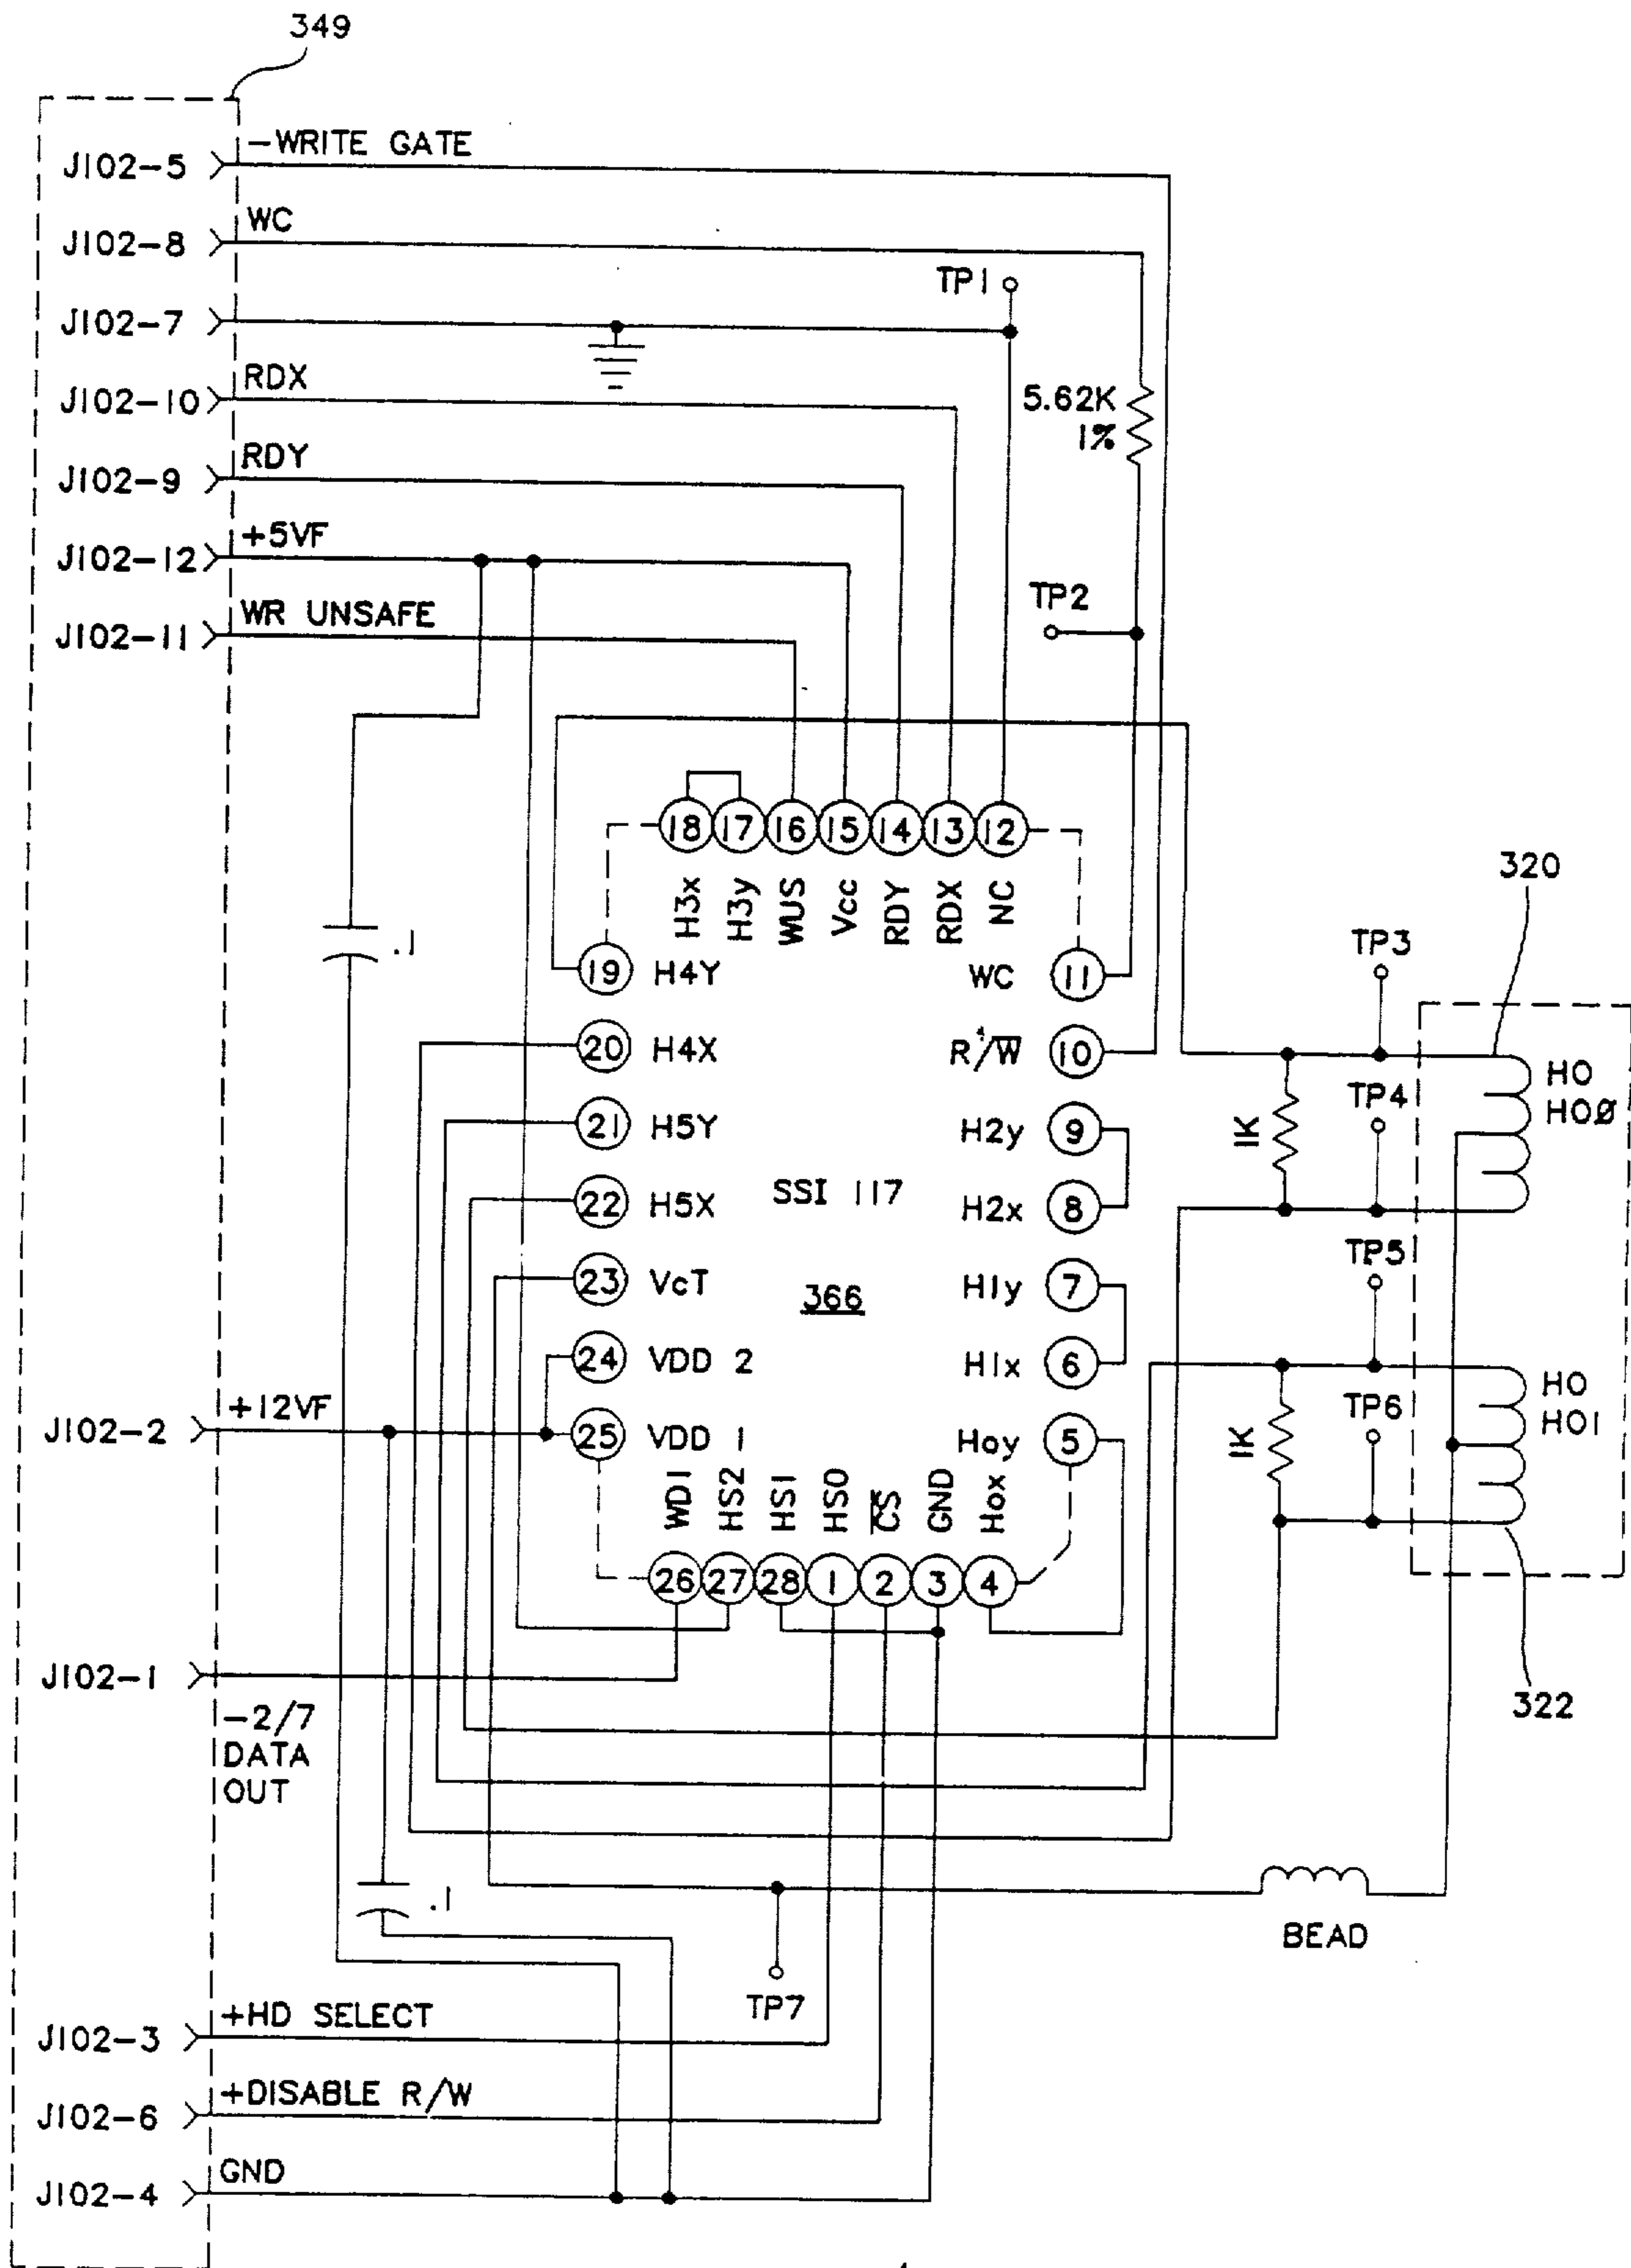 349
J102-5 -WRITE GATE
J102-8 WC
TP1
J102-7
J102-10 RDX
5.62K
1%
J102-9 RDY
J102-12 +5VF
TP2
J102-11 WR UNSAFE
18 17 16 15 14 13 12
H3x H3y WUS Vcc RDY RDX NC
320
.1
TP3
19 H4Y WC 11
20 H4X R/W 10
HO
HOØ
TP4
1K
21 H5Y H2y 9
SSI 117
22 H5X H2x 8
TP5
23 VcT H1y 7
366
24 VDD 2 H1x 6
HO
HO1
TP6
1K
J102-2 +12VF
25 VDD 1 Hoy 5
WD1 HS2 HS1 HS0 CS GND Hox
26 27 28 1 2 3 4
J102-1
-2/7
DATA
OUT
322
.1
BEAD
TP7
J102-3 +HD SELECT
J102-6 +DISABLE R/W
J102-4 GND